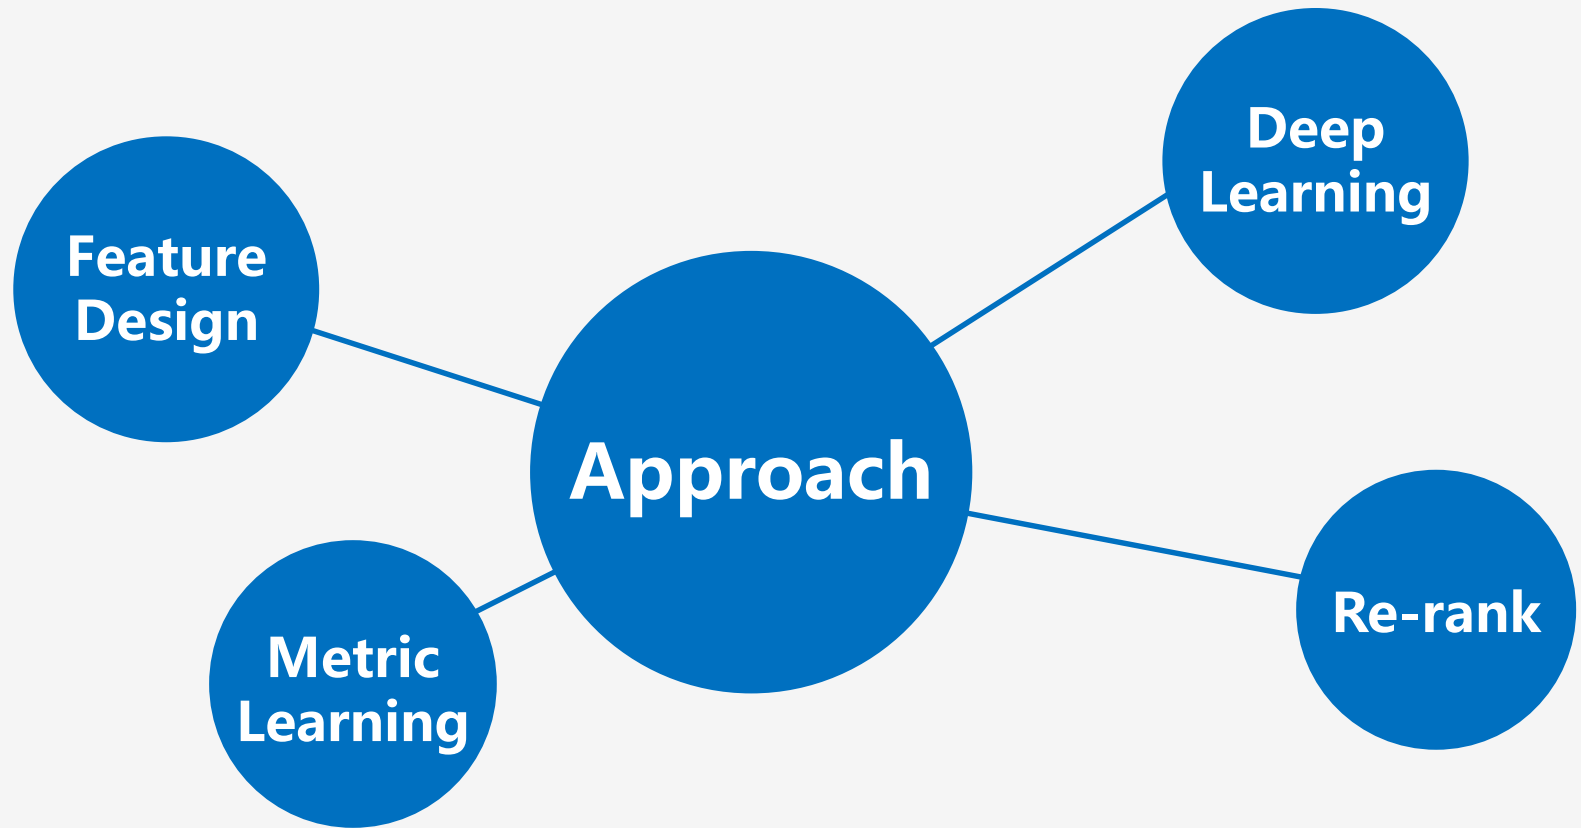 Deep
Learning
Feature
Design
Approach
Re-rank
Metric
Learning